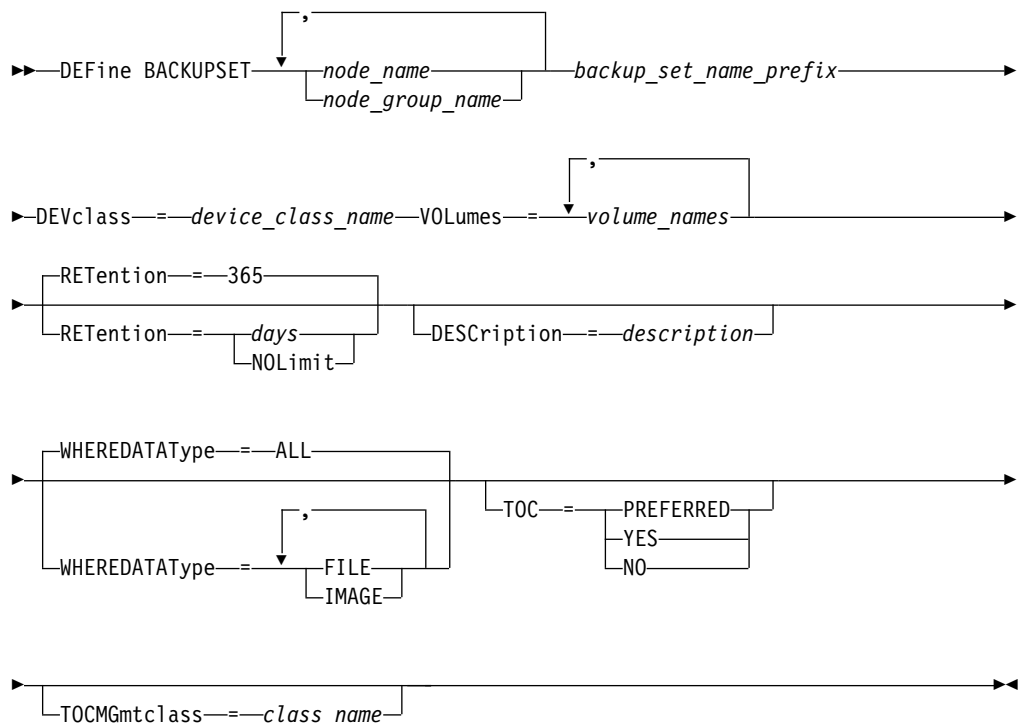 ,
►►─DEFine BACKUPSET─ node_name ─backup_set_name_prefix─►
node_group_name
,
►─DEVclass─=─device_class_name─VOLumes─=─ volume_names ─►
RETention─=─365
►─ ─►
RETention─=─ days DESCription─=─description
NOLimit
WHEREDATAType─=─ALL
►─ ─►
, TOC─=─ PREFERRED
YES
WHEREDATAType─=─ FILE NO
IMAGE
►─ ─►◄
TOCMGmtclass─=─class_name